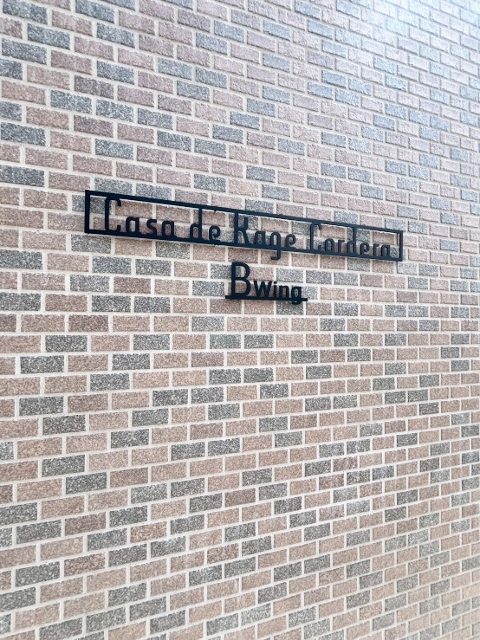 Casa de Kage Cordero
B wing